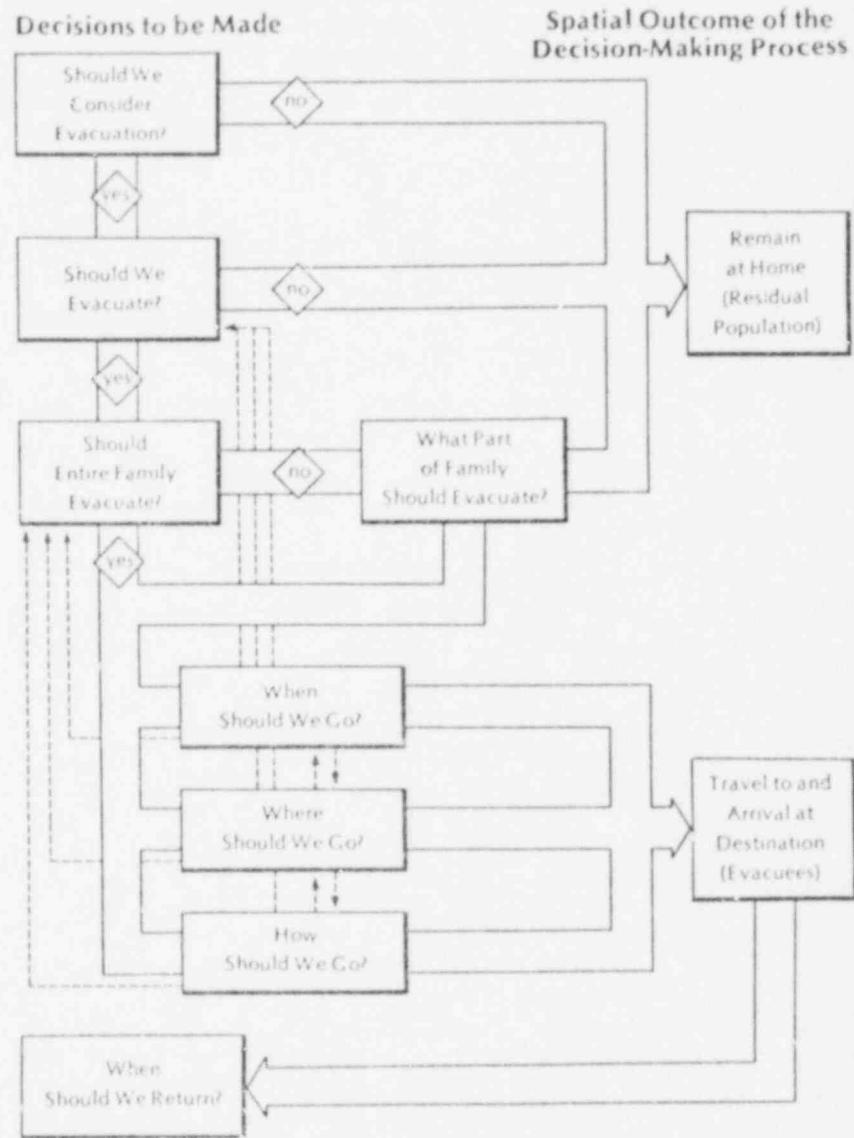 Decisions to be Made
Spatial Outcome of the
Decision-Making Process
Should We
Consider
Evacuation?
no
yes
Should We
Evacuate?
no
Remain
at Home
(Residual
Population)
yes
Should
Entire Family
Evacuate?
no
What Part
of Family
Should Evacuate?
yes
When
Should We Go?
Where
Should We Go?
How
Should We Go?
Travel to and
Arrival at
Destination
(Evacuees)
When
Should We Return?